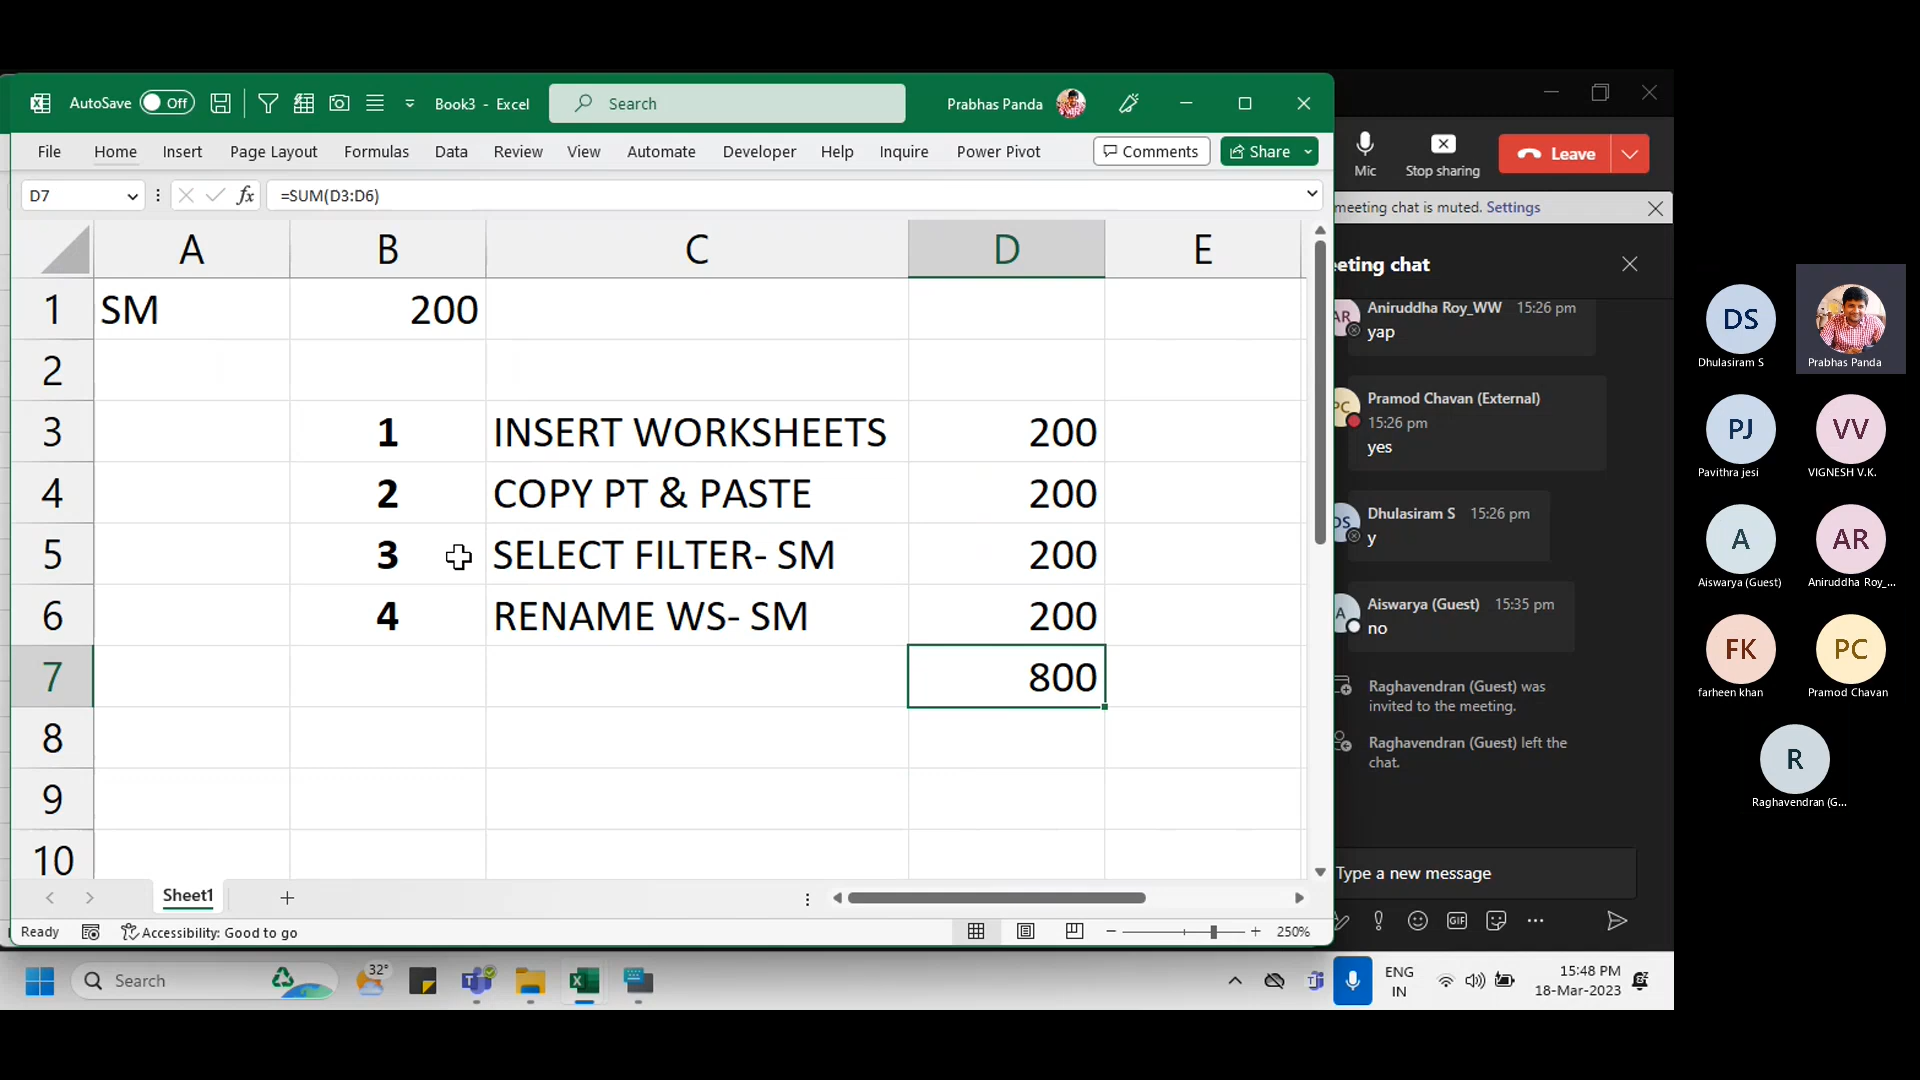 AutoSave Off Book3 - Excel Search Prabhas Panda
File Home Insert Page Layout Formulas Data Review View Automate Developer Help Inquire Power Pivot Comments Share
D7 fx =SUM(D3:D6)
A B C D E
1 SM 200
2
3 1 INSERT WORKSHEETS 200
4 2 COPY PT & PASTE 200
5 3 SELECT FILTER- SM 200
6 4 RENAME WS- SM 200
7 800
8
9
10
Sheet1
Ready Accessibility: Good to go 250%
Mic Stop sharing Leave
meeting chat is muted. Settings
eting chat
AR Aniruddha Roy_WW 15:26 pm
yap
PC Pramod Chavan (External)
15:26 pm
yes
DS Dhulasiram S 15:26 pm
y
A Aiswarya (Guest) 15:35 pm
no
Raghavendran (Guest) was
invited to the meeting.
Raghavendran (Guest) left the
chat.
Type a new message
GIF
DS
Dhulasiram S Prabhas Panda
PJ VV
Pavithra jesi VIGNESH V.K.
A AR
Aiswarya (Guest) Aniruddha Roy_...
FK PC
farheen khan Pramod Chavan
R
Raghavendran (G...
Search 32° ENG
IN
15:48 PM
18-Mar-2023